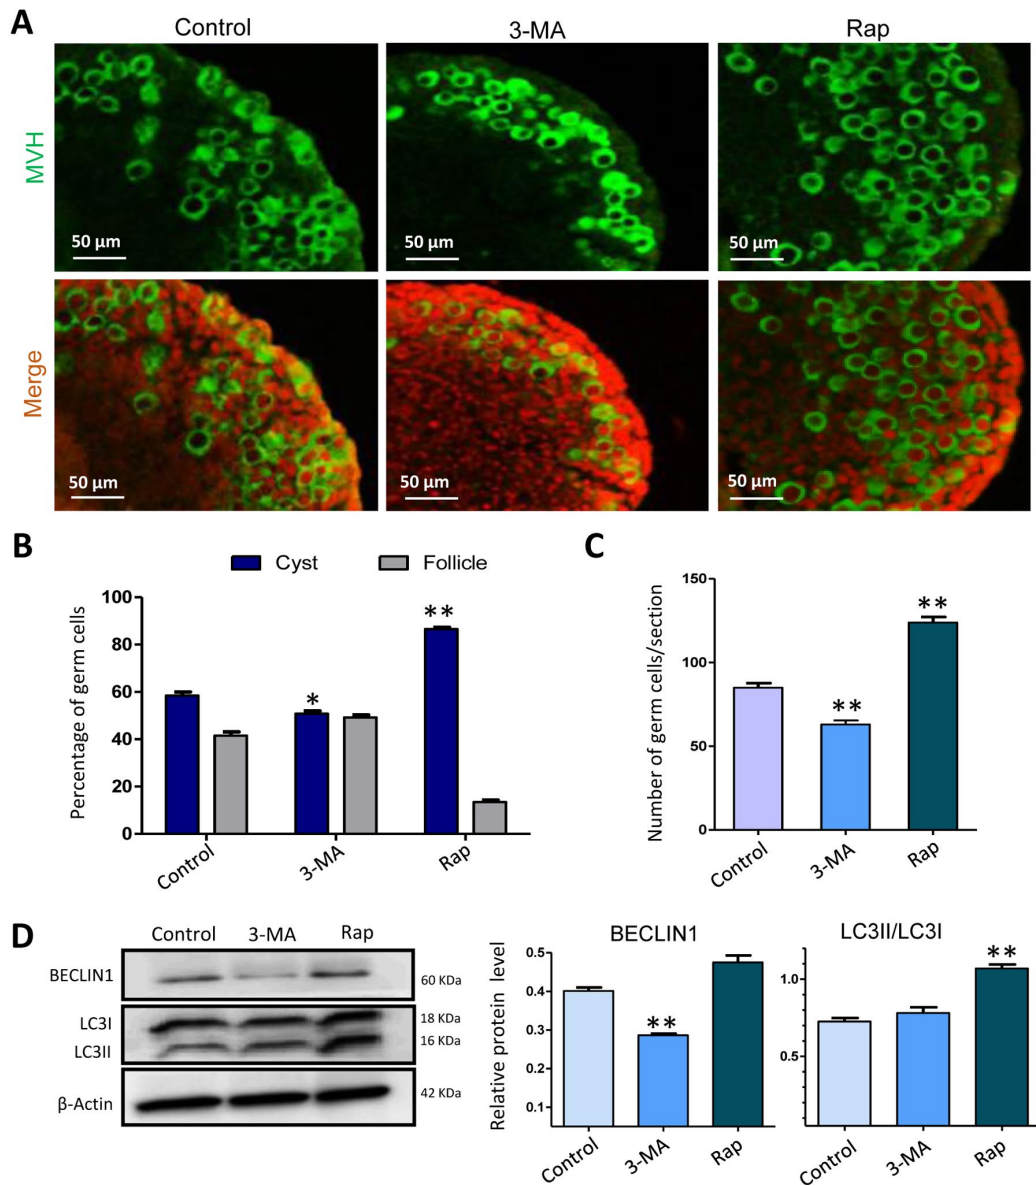 A
Control
3-MA
Rap
MVH
50 µm
50 µm
50 µm
Merge
50 µm
50 µm
50 µm
B
Cyst
Follicle
Percentage of germ cells
100
80
60
40
20
0
*
**
Control
3-MA
Rap
C
Number of germ cells/section
150
100
50
0
**
**
Control
3-MA
Rap
D
Control
3-MA
Rap
BECLIN1
60 KDa
LC3I
18 KDa
LC3II
16 KDa
β-Actin
42 KDa
BECLIN1
Relative protein level
0.5
0.4
0.3
0.2
0.1
**
Control
3-MA
Rap
LC3II/LC3I
1.0
0.5
**
Control
3-MA
Rap